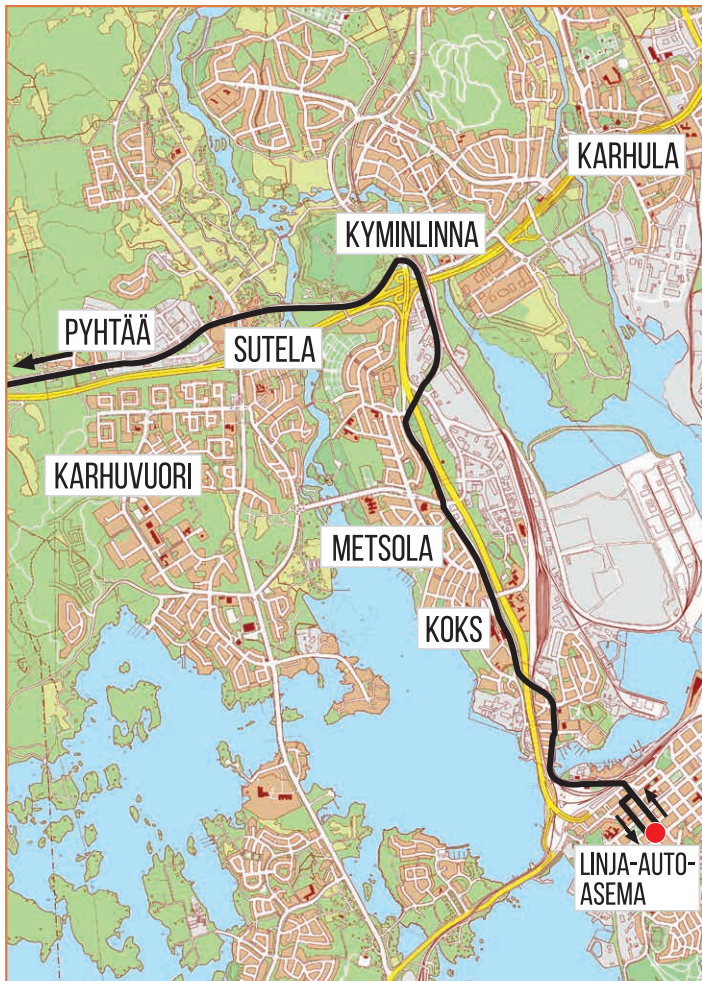 KARHULA
KYMINLINNA
PYHTÄÄ
SUTELA
KARHUVUORI
METSOLA
KOKS
LINJA-AUTO-
ASEMA